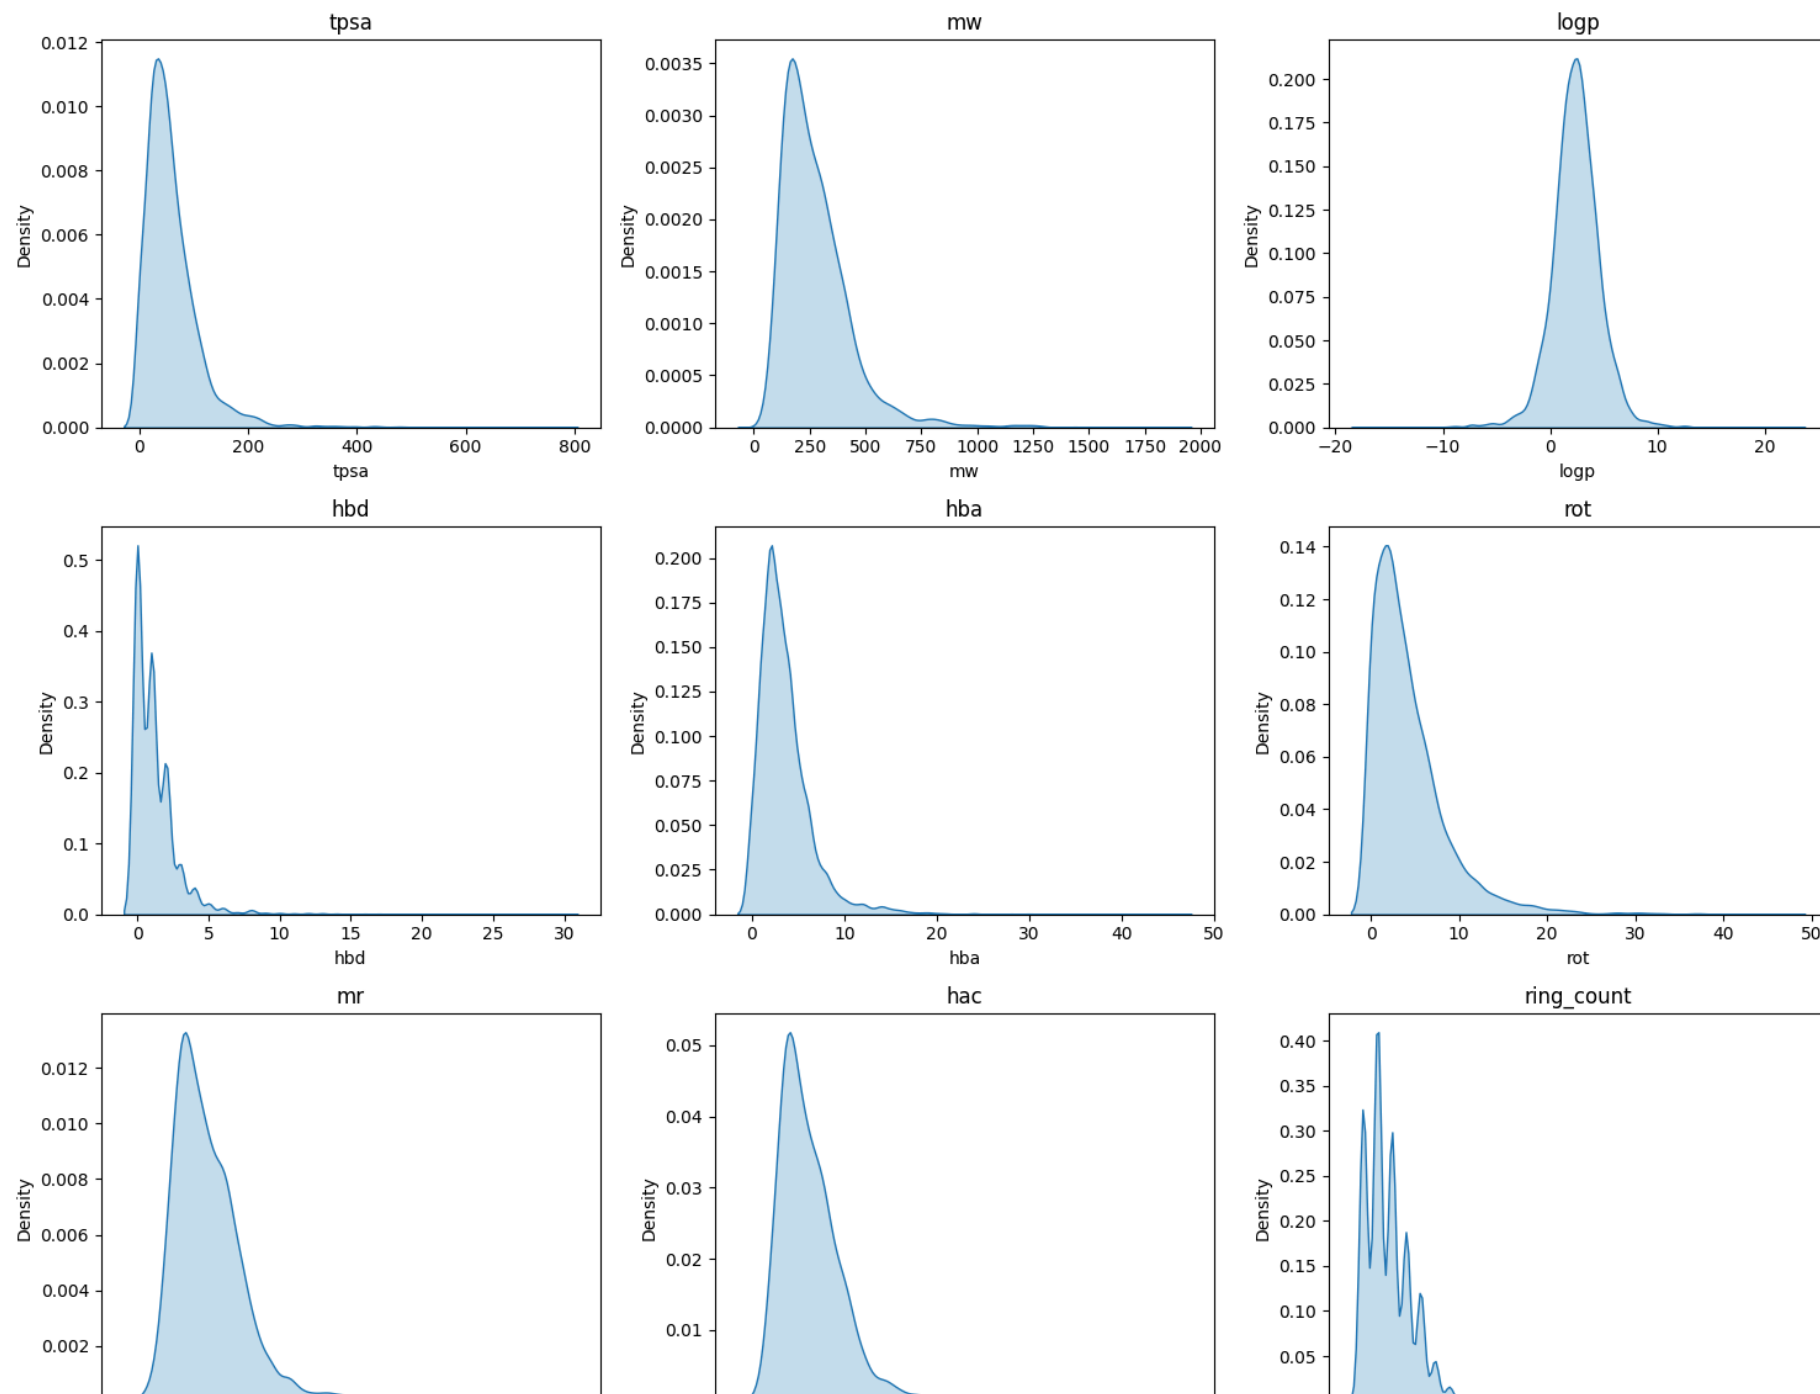 tpsa
0.012
0.010
0.008
0.006
0.004
0.002
0.000
Density
0 200 400 600 800
tpsa
mw
0.0035
0.0030
0.0025
0.0020
0.0015
0.0010
0.0005
0.0000
Density
0 250 500 750 1000 1250 1500 1750 2000
mw
logp
0.200
0.175
0.150
0.125
0.100
0.075
0.050
0.025
0.000
Density
−20 −10 0 10 20
logp
hbd
0.5
0.4
0.3
0.2
0.1
0.0
Density
0 5 10 15 20 25 30
hbd
hba
0.200
0.175
0.150
0.125
0.100
0.075
0.050
0.025
0.000
Density
0 10 20 30 40 50
hba
rot
0.14
0.12
0.10
0.08
0.06
0.04
0.02
0.00
Density
0 10 20 30 40 50
rot
mr
0.012
0.010
0.008
0.006
0.004
0.002
Density
hac
0.05
0.04
0.03
0.02
0.01
Density
ring_count
0.40
0.35
0.30
0.25
0.20
0.15
0.10
0.05
Density